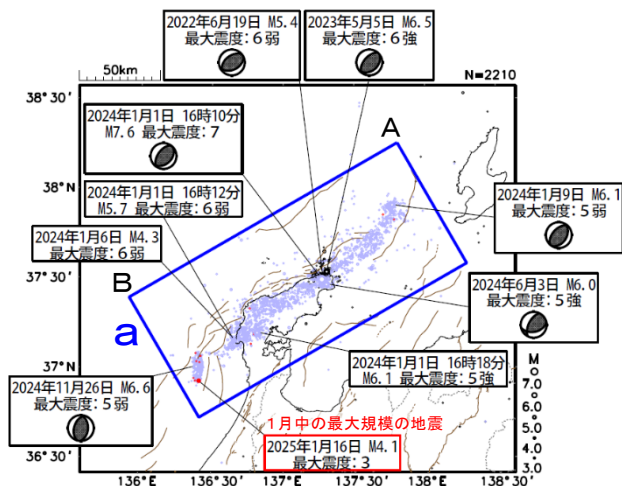 2022年6月19日 M5.4
最大震度：６弱
2023年5月5日 M6.5
最大震度：６強
50km
N=2210
38°30′
2024年1月1日 16時10分
M7.6 最大震度：7
A
38°N
2024年1月1日 16時12分
M5.7 最大震度：６弱
2024年1月9日 M6.1
最大震度：５弱
2024年1月6日 M4.3
最大震度：６弱
37°30′
B
a
2024年6月3日 M6.0
最大震度：５強
37°N
2024年1月1日 16時18分
M6.1 最大震度：５強
M
7.0
6.0
5.0
4.0
3.0
2024年11月26日 M6.6
最大震度：５弱
１月中の最大規模の地震
2025年1月16日 M4.1
最大震度：３
36°30′
136°E
136°30′
137°E
137°30′
138°E
138°30′